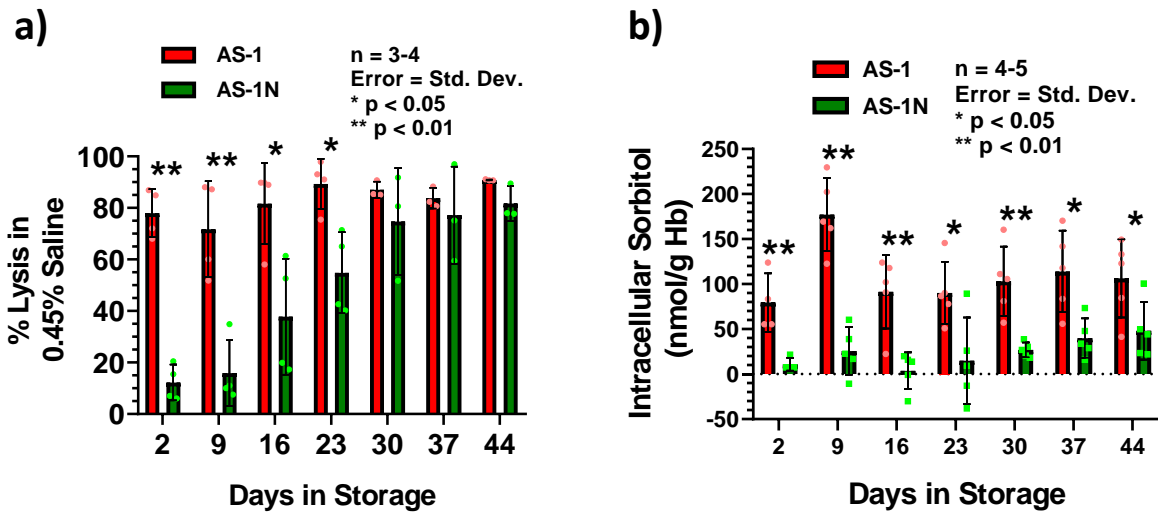 a)
AS-1
AS-1N
n = 3-4
Error = Std. Dev.
* p < 0.05
** p < 0.01
% Lysis in
0.45% Saline
100
80
60
40
20
0
**
**
*
*
2 9 16 23 30 37 44
Days in Storage
b)
AS-1
AS-1N
n = 4-5
Error = Std. Dev.
* p < 0.05
** p < 0.01
Intracellular Sorbitol
(nmol/g Hb)
250
200
150
100
50
0
-50
**
**
**
*
**
*
*
2 9 16 23 30 37 44
Days in Storage